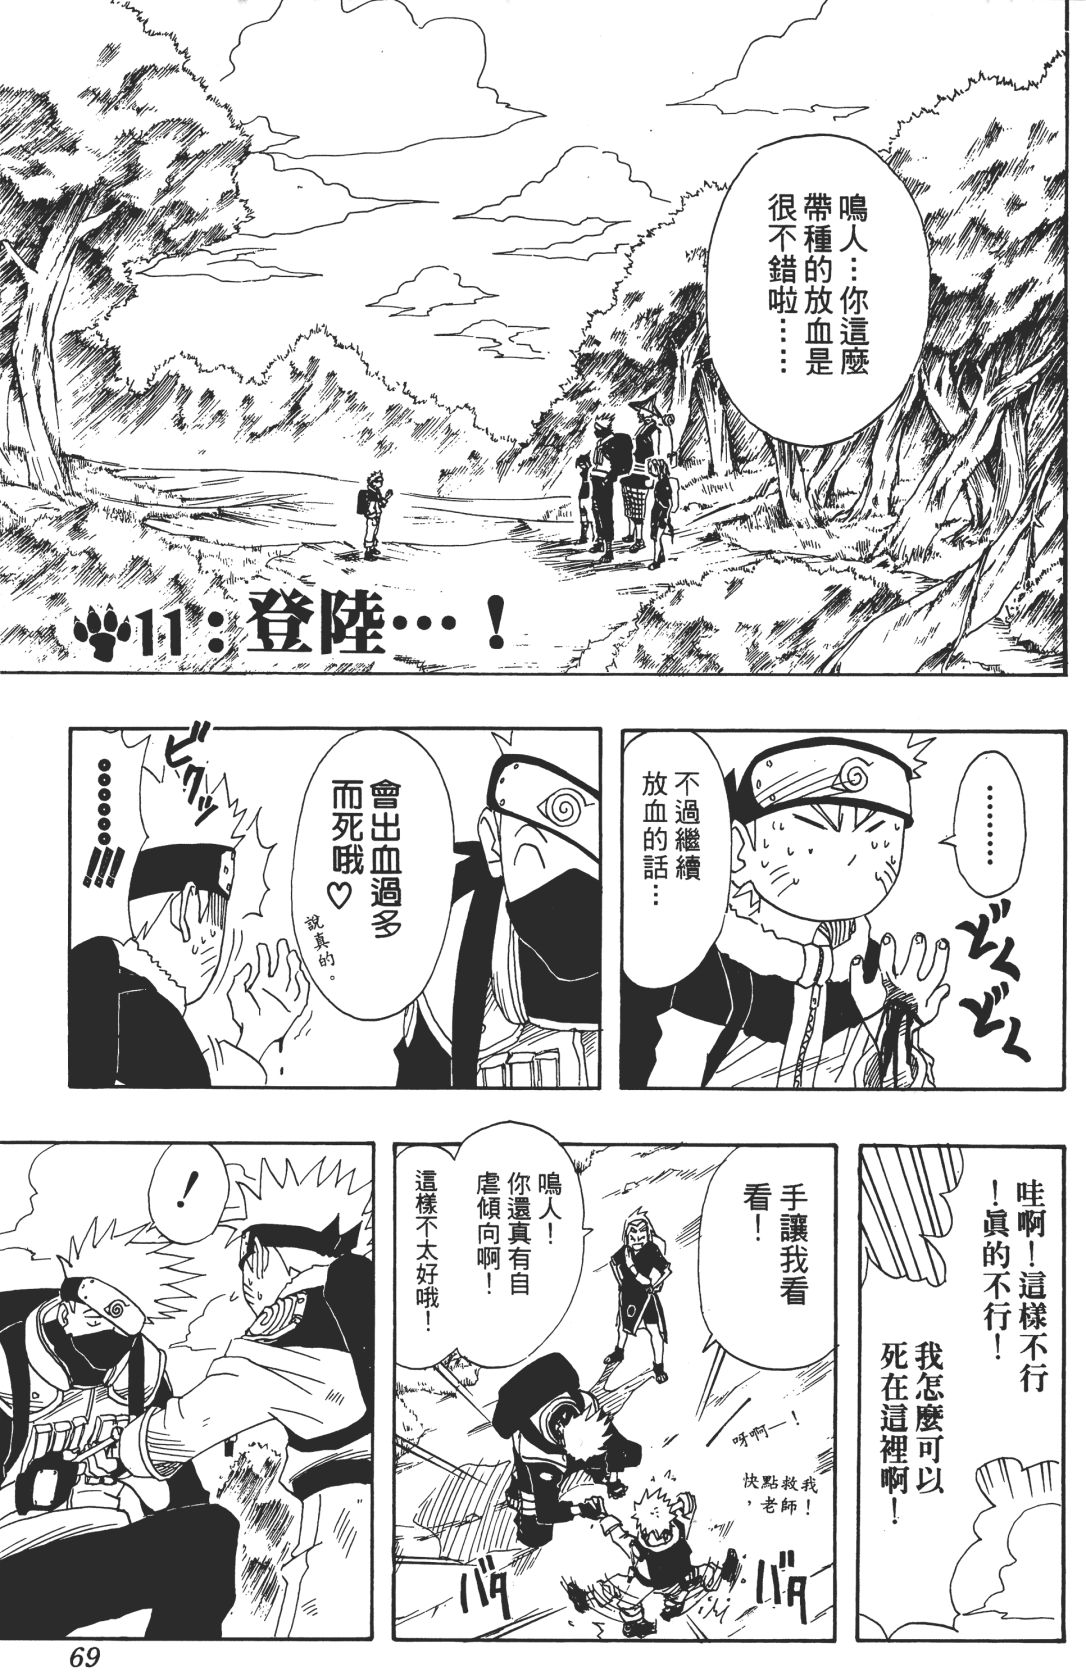 鳴人…你這麼
帶種的放血是
很不錯啦……
11：登陸…！
………
どくどく
不過繼續
放血的話…
會出血過多
而死哦♡
說真的。
ビクッ
………!!!
哇啊！這樣不行
！眞的不行！
我怎麼可以
死在這裡啊！
手讓我看
看！
鳴人！
你還真有自
虐傾向啊！
這樣不太好哦！
呀啊－！
快點救我！
，老師！
バタ
バタ
！
69